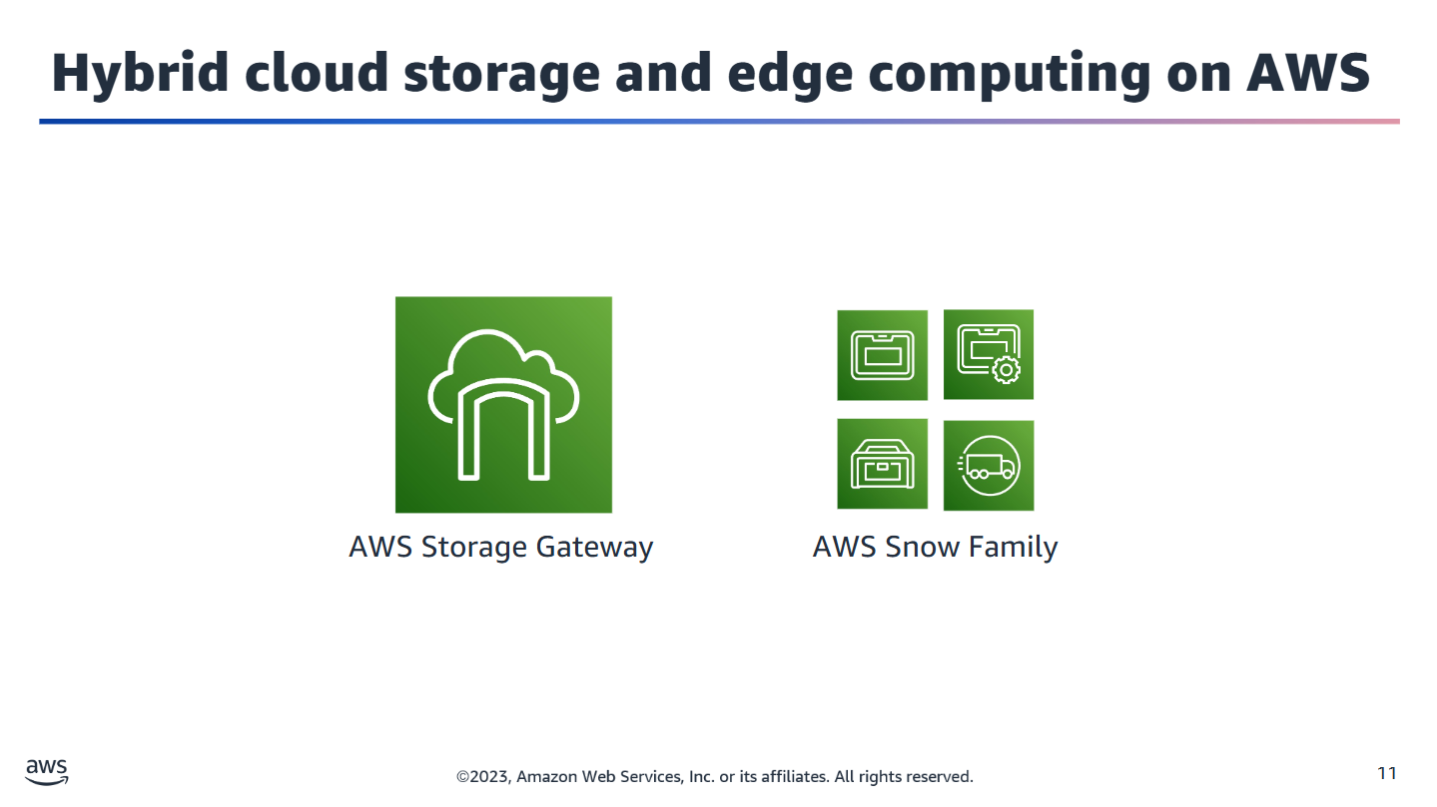 Hybrid cloud storage and edge computing on AWS
AWS Storage Gateway
AWS Snow Family
aws
©2023, Amazon Web Services, Inc. or its affiliates. All rights reserved.
11